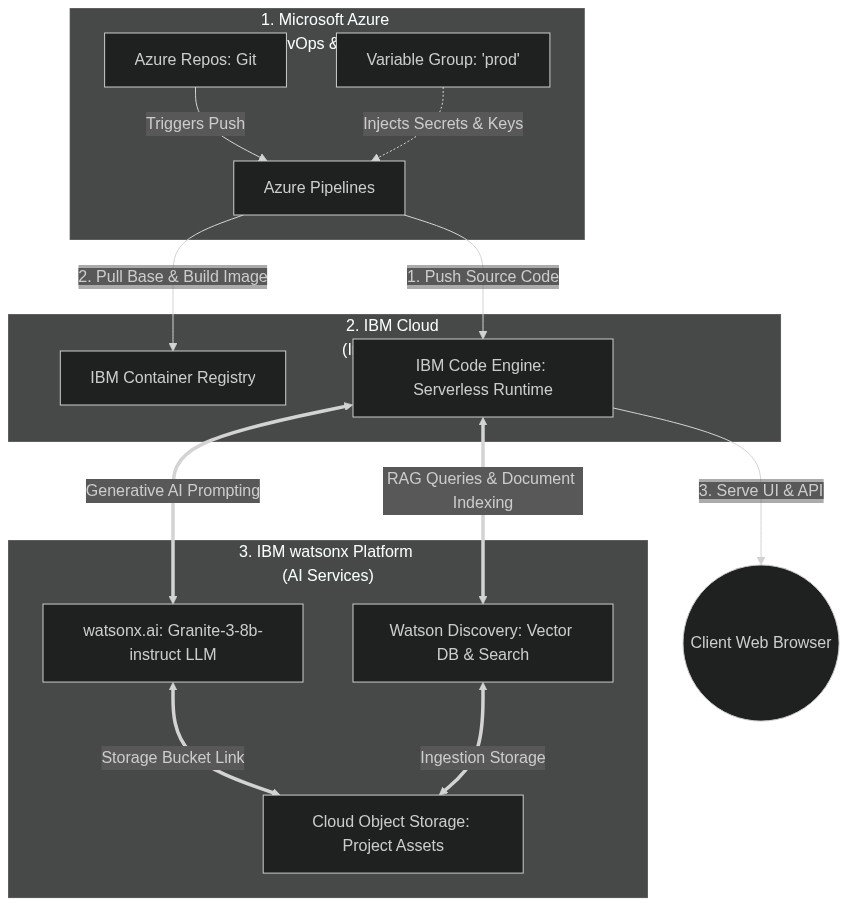 1. Microsoft Azure
Azure Repos: Git
vOps &
Variable Group: 'prod'
Triggers Push
Injects Secrets & Keys
Azure Pipelines
2. Pull Base & Build Image
1. Push Source Code
2. IBM Cloud
IBM Container Registry
IBM Code Engine:
Serverless Runtime
Generative AI Prompting
RAG Queries & Document
Indexing
3. Serve UI & API
3. IBM watsonx Platform
(AI Services)
watsonx.ai: Granite-3-8b-
instruct LLM
Watson Discovery: Vector
DB & Search
Client Web Browser
Storage Bucket Link
Ingestion Storage
Cloud Object Storage:
Project Assets